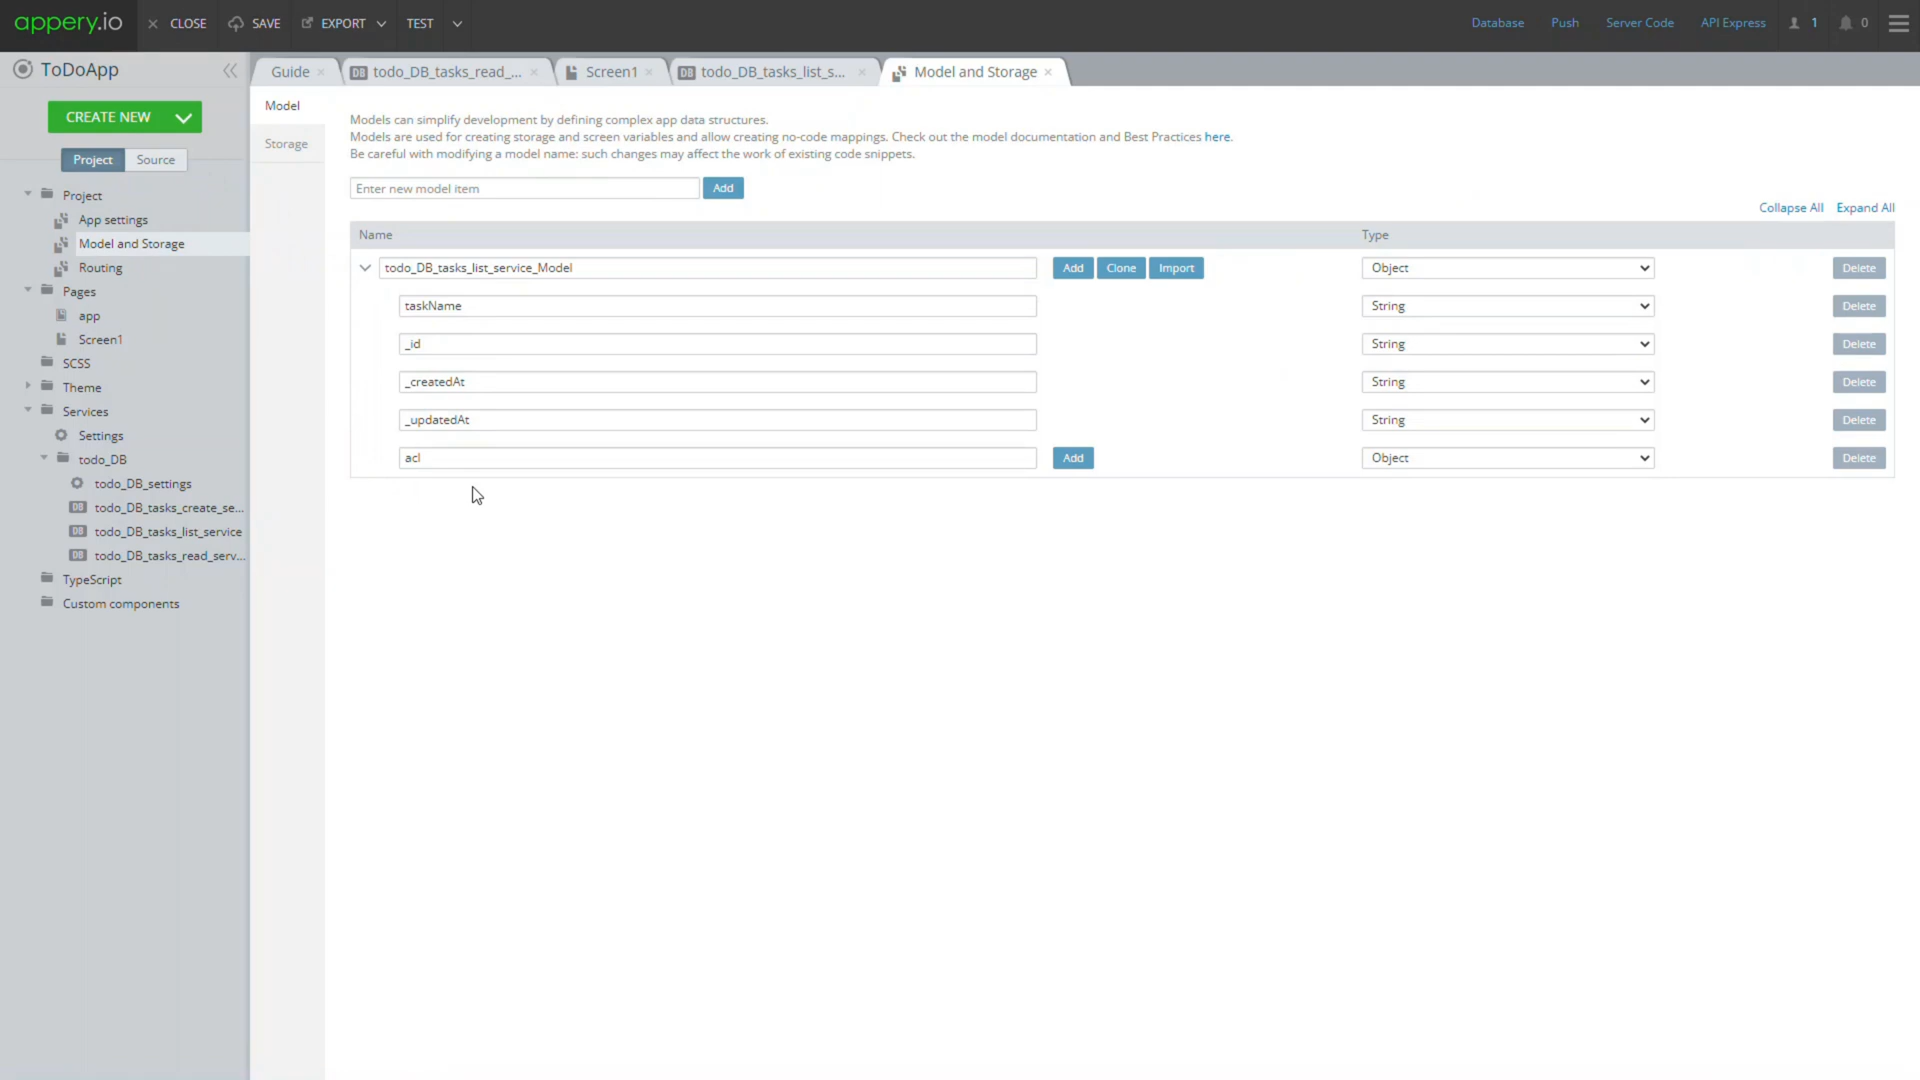 appery.io
CLOSE
SAVE
EXPORT
TEST
Database
Push
Server Code
API Express
1
0
ToDoApp
Guide
todo_DB_tasks_read_...
Screen1
todo_DB_tasks_list_s...
Model and Storage
CREATE NEW
Project
Source
Project
App settings
Model and Storage
Routing
Pages
app
Screen1
SCSS
Theme
Services
Settings
todo_DB
todo_DB_settings
DB todo_DB_tasks_create_se...
DB todo_DB_tasks_list_service
DB todo_DB_tasks_read_serv...
TypeScript
Custom components
Model
Storage
Models can simplify development by defining complex app data structures.
Models are used for creating storage and screen variables and allow creating no-code mappings. Check out the model documentation and Best Practices here.
Be careful with modifying a model name: such changes may affect the work of existing code snippets.
Enter new model item
Add
Collapse All
Expand All
Name
Type
todo_DB_tasks_list_service_Model
Add
Clone
Import
Object
Delete
taskName
String
Delete
_id
String
Delete
_createdAt
String
Delete
_updatedAt
String
Delete
acl
Add
Object
Delete